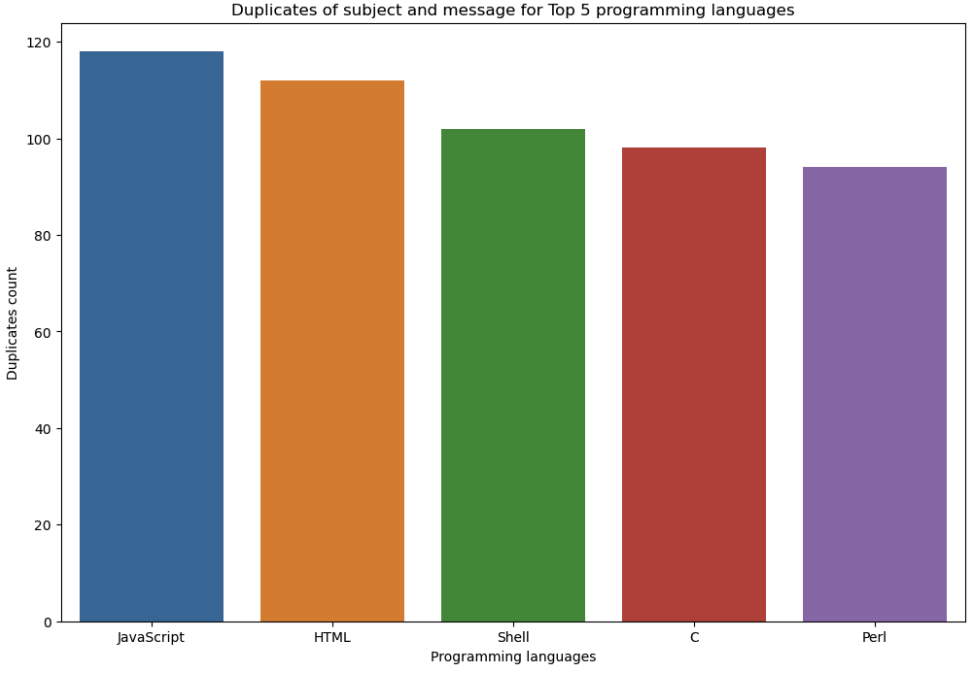 Duplicates of subject and message for Top 5 programming languages
120
100
80
60
40
20
0
Duplicates count
JavaScript HTML Shell C Perl
Programming languages